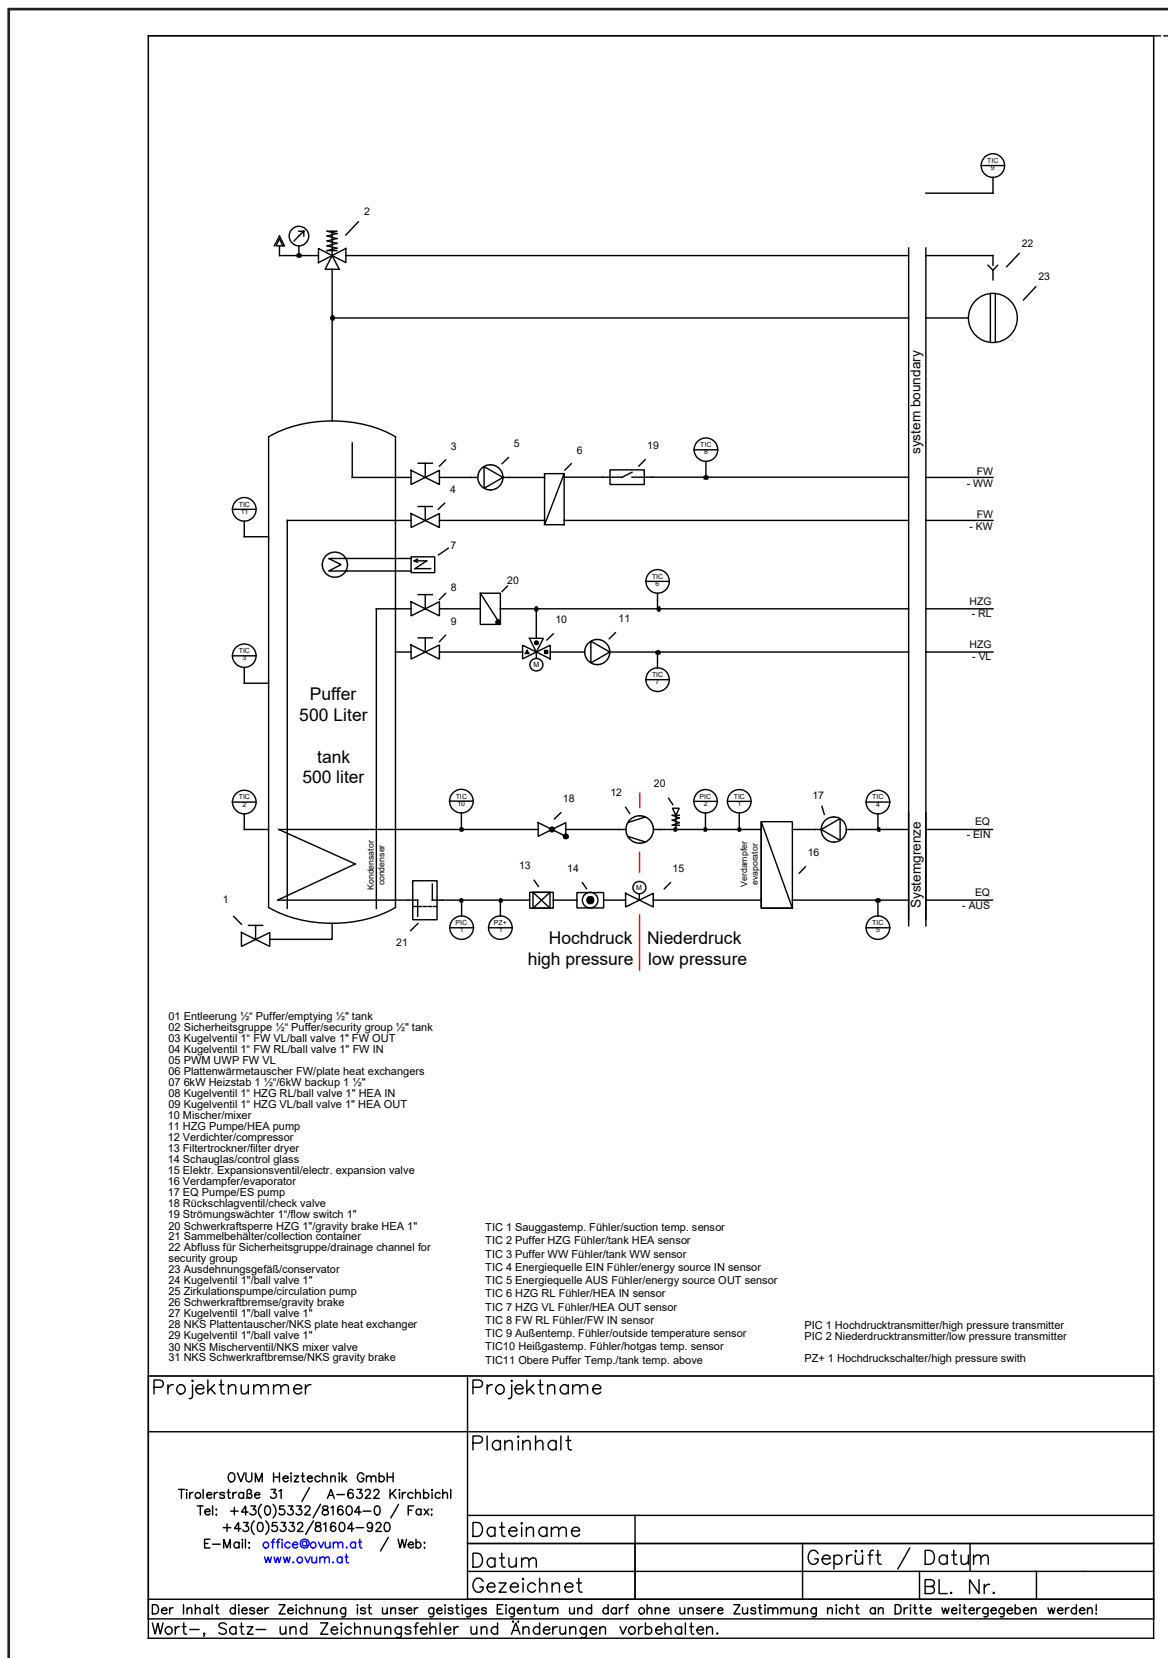 TIC
9
2
22
23
system boundary
3
5
6
19
TIC
8
FW
- WW
4
FW
- KW
TIC
11
7
8
20
TIC
6
HZG
- RL
9
10
11
HZG
- VL
M
TIC
3
TIC
7
Puffer
500 Liter
tank
500 liter
TIC
2
TIC
10
18
12
20
PIC
2
TIC
1
17
TIC
4
EQ
- EIN
Kondensator
condenser
Verdampfer
evaporator
16
Systemgrenze
13
14
M
15
EQ
- AUS
1
21
PIC
1
PZ+
1
TIC
5
Hochdruck
high pressure
Niederdruck
low pressure
01 Entleerung ½" Puffer/emptying ½" tank
02 Sicherheitsgruppe ½" Puffer/security group ½" tank
03 Kugelventil 1" FW VL/ball valve 1" FW OUT
04 Kugelventil 1" FW RL/ball valve 1" FW IN
05 PWM UWP FW VL
06 Plattenwärmetauscher FW/plate heat exchangers
07 6kW Heizstab 1 ½"/6kW backup 1 ½"
08 Kugelventil 1" HZG RL/ball valve 1" HEA IN
09 Kugelventil 1" HZG VL/ball valve 1" HEA OUT
10 Mischer/mixer
11 HZG Pumpe/HEA pump
12 Verdichter/compressor
13 Filtertrockner/filter dryer
14 Schauglas/control glass
15 Elektr. Expansionsventil/electr. expansion valve
16 Verdampfer/evaporator
17 EQ Pumpe/ES pump
18 Rückschlagventil/check valve
19 Strömungswächter 1"/flow switch 1"
20 Schwerkraftsperre HZG 1"/gravity brake HEA 1"
21 Sammelbehälter/collection container
22 Abfluss für Sicherheitsgruppe/drainage channel for
security group
23 Ausdehnungsgefäß/conservator
24 Kugelventil 1"/ball valve 1"
25 Zirkulationspumpe/circulation pump
26 Schwerkraftbremse/gravity brake
27 Kugelventil 1"/ball valve 1"
28 NKS Plattentauscher/NKS plate heat exchanger
29 Kugelventil 1"/ball valve 1"
30 NKS Mischerventil/NKS mixer valve
31 NKS Schwerkraftbremse/NKS gravity brake
TIC 1 Sauggastemp. Fühler/suction temp. sensor
TIC 2 Puffer HZG Fühler/tank HEA sensor
TIC 3 Puffer WW Fühler/tank WW sensor
TIC 4 Energiequelle EIN Fühler/energy source IN sensor
TIC 5 Energiequelle AUS Fühler/energy source OUT sensor
TIC 6 HZG RL Fühler/HEA IN sensor
TIC 7 HZG VL Fühler/HEA OUT sensor
TIC 8 FW RL Fühler/FW IN sensor
TIC 9 Außentemp. Fühler/outside temperature sensor
TIC10 Heißgastemp. Fühler/hotgas temp. sensor
TIC11 Obere Puffer Temp./tank temp. above
PIC 1 Hochdrucktransmitter/high pressure transmitter
PIC 2 Niederdrucktransmitter/low pressure transmitter
PZ+ 1 Hochdruckschalter/high pressure swith
Projektnummer
Projektname
Planinhalt
OVUM Heiztechnik GmbH
Tirolerstraße 31 / A-6322 Kirchbichl
Tel: +43(0)5332/81604-0 / Fax:
+43(0)5332/81604-920
E-Mail: office@ovum.at / Web:
www.ovum.at
Dateiname
Datum
Geprüft / Datum
Gezeichnet
BL. Nr.
Der Inhalt dieser Zeichnung ist unser geistiges Eigentum und darf ohne unsere Zustimmung nicht an Dritte weitergegeben werden!
Wort-, Satz- und Zeichnungsfehler und Änderungen vorbehalten.